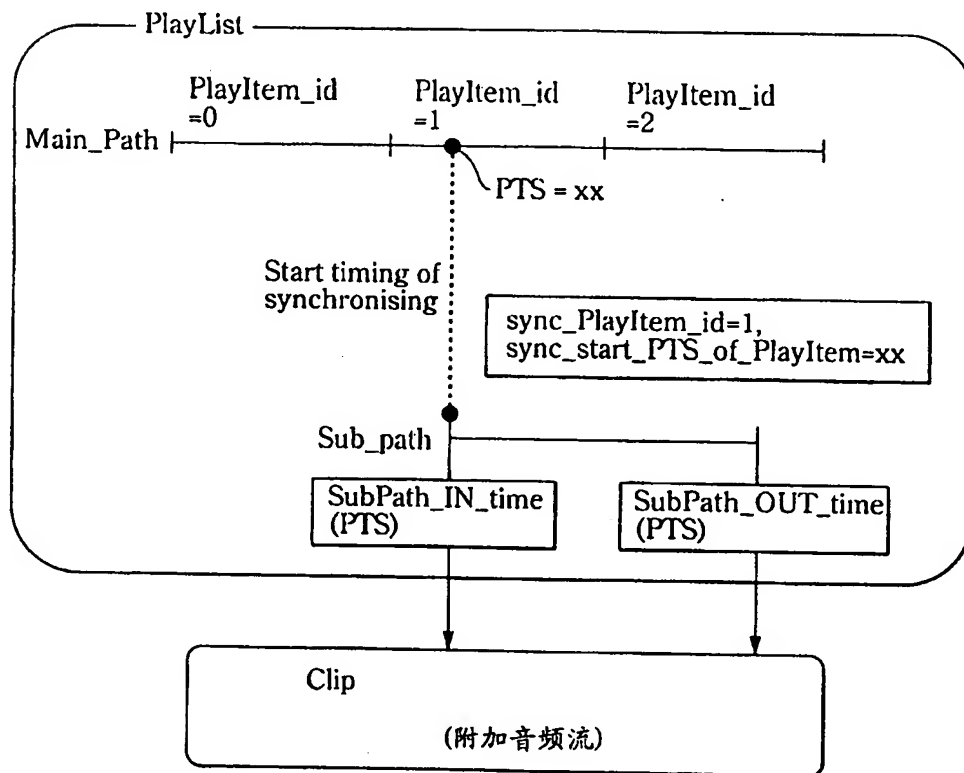 PlayList
PlayItem_id
=0
PlayItem_id
=1
PlayItem_id
=2
Main_Path
PTS = xx
Start timing of
synchronising
sync_PlayItem_id=1,
sync_start_PTS_of_PlayItem=xx
Sub_path
SubPath_IN_time
(PTS)
SubPath_OUT_time
(PTS)
Clip
(附加音频流)